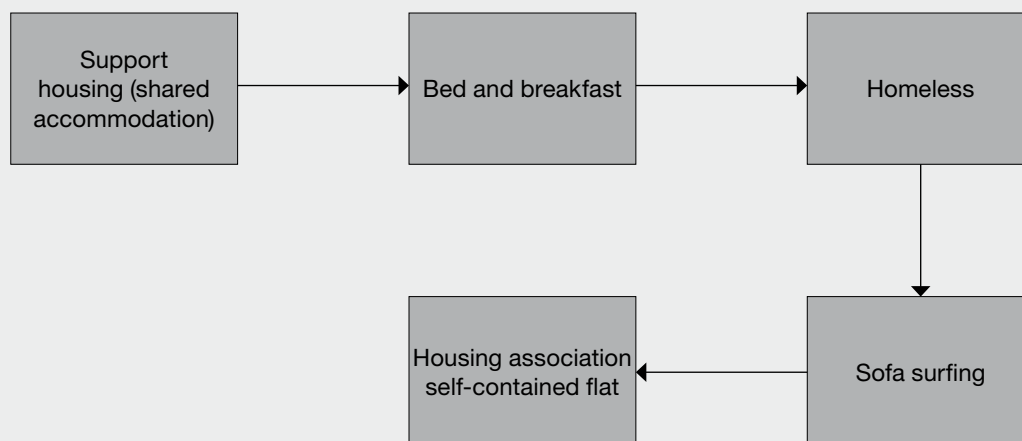 Support
housing (shared
accommodation)
Bed and breakfast
Homeless
Sofa surfing
Housing association
self-contained flat